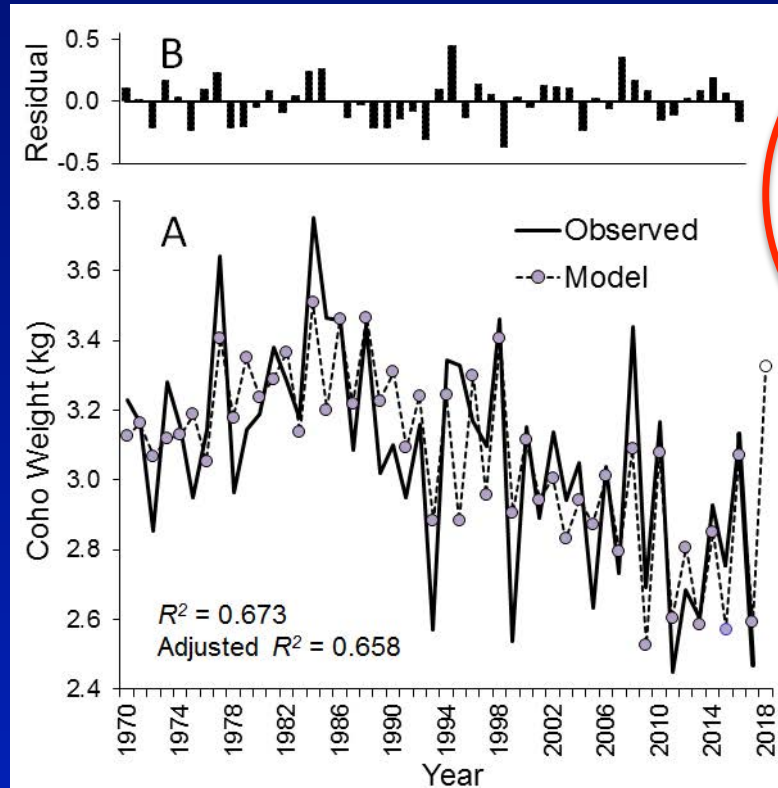 B
Residual
0.5
0.0
-0.5
A
Observed
Model
Coho Weight (kg)
3.8
3.6
3.4
3.2
3.0
2.8
2.6
2.4
R² = 0.673
Adjusted R² = 0.658
1970
1974
1978
1982
1986
1990
1994
1998
2002
2006
2010
2014
2018
Year